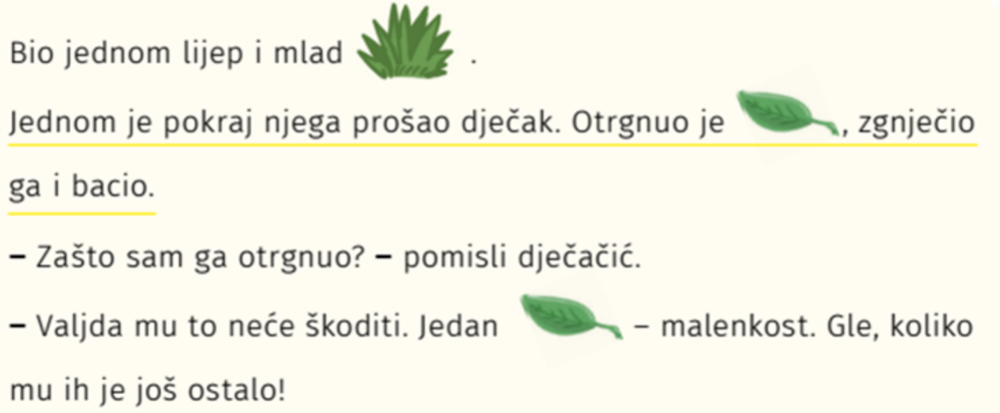 Bio jednom lijep i mlad .
Jednom je pokraj njega prošao dječak. Otrgnuo je , zgnječio
ga i bacio.
– Zašto sam ga otrgnuo? – pomisli dječačić.
– Valjda mu to neće škoditi. Jedan – malenkost. Gle, koliko
mu ih je još ostalo!